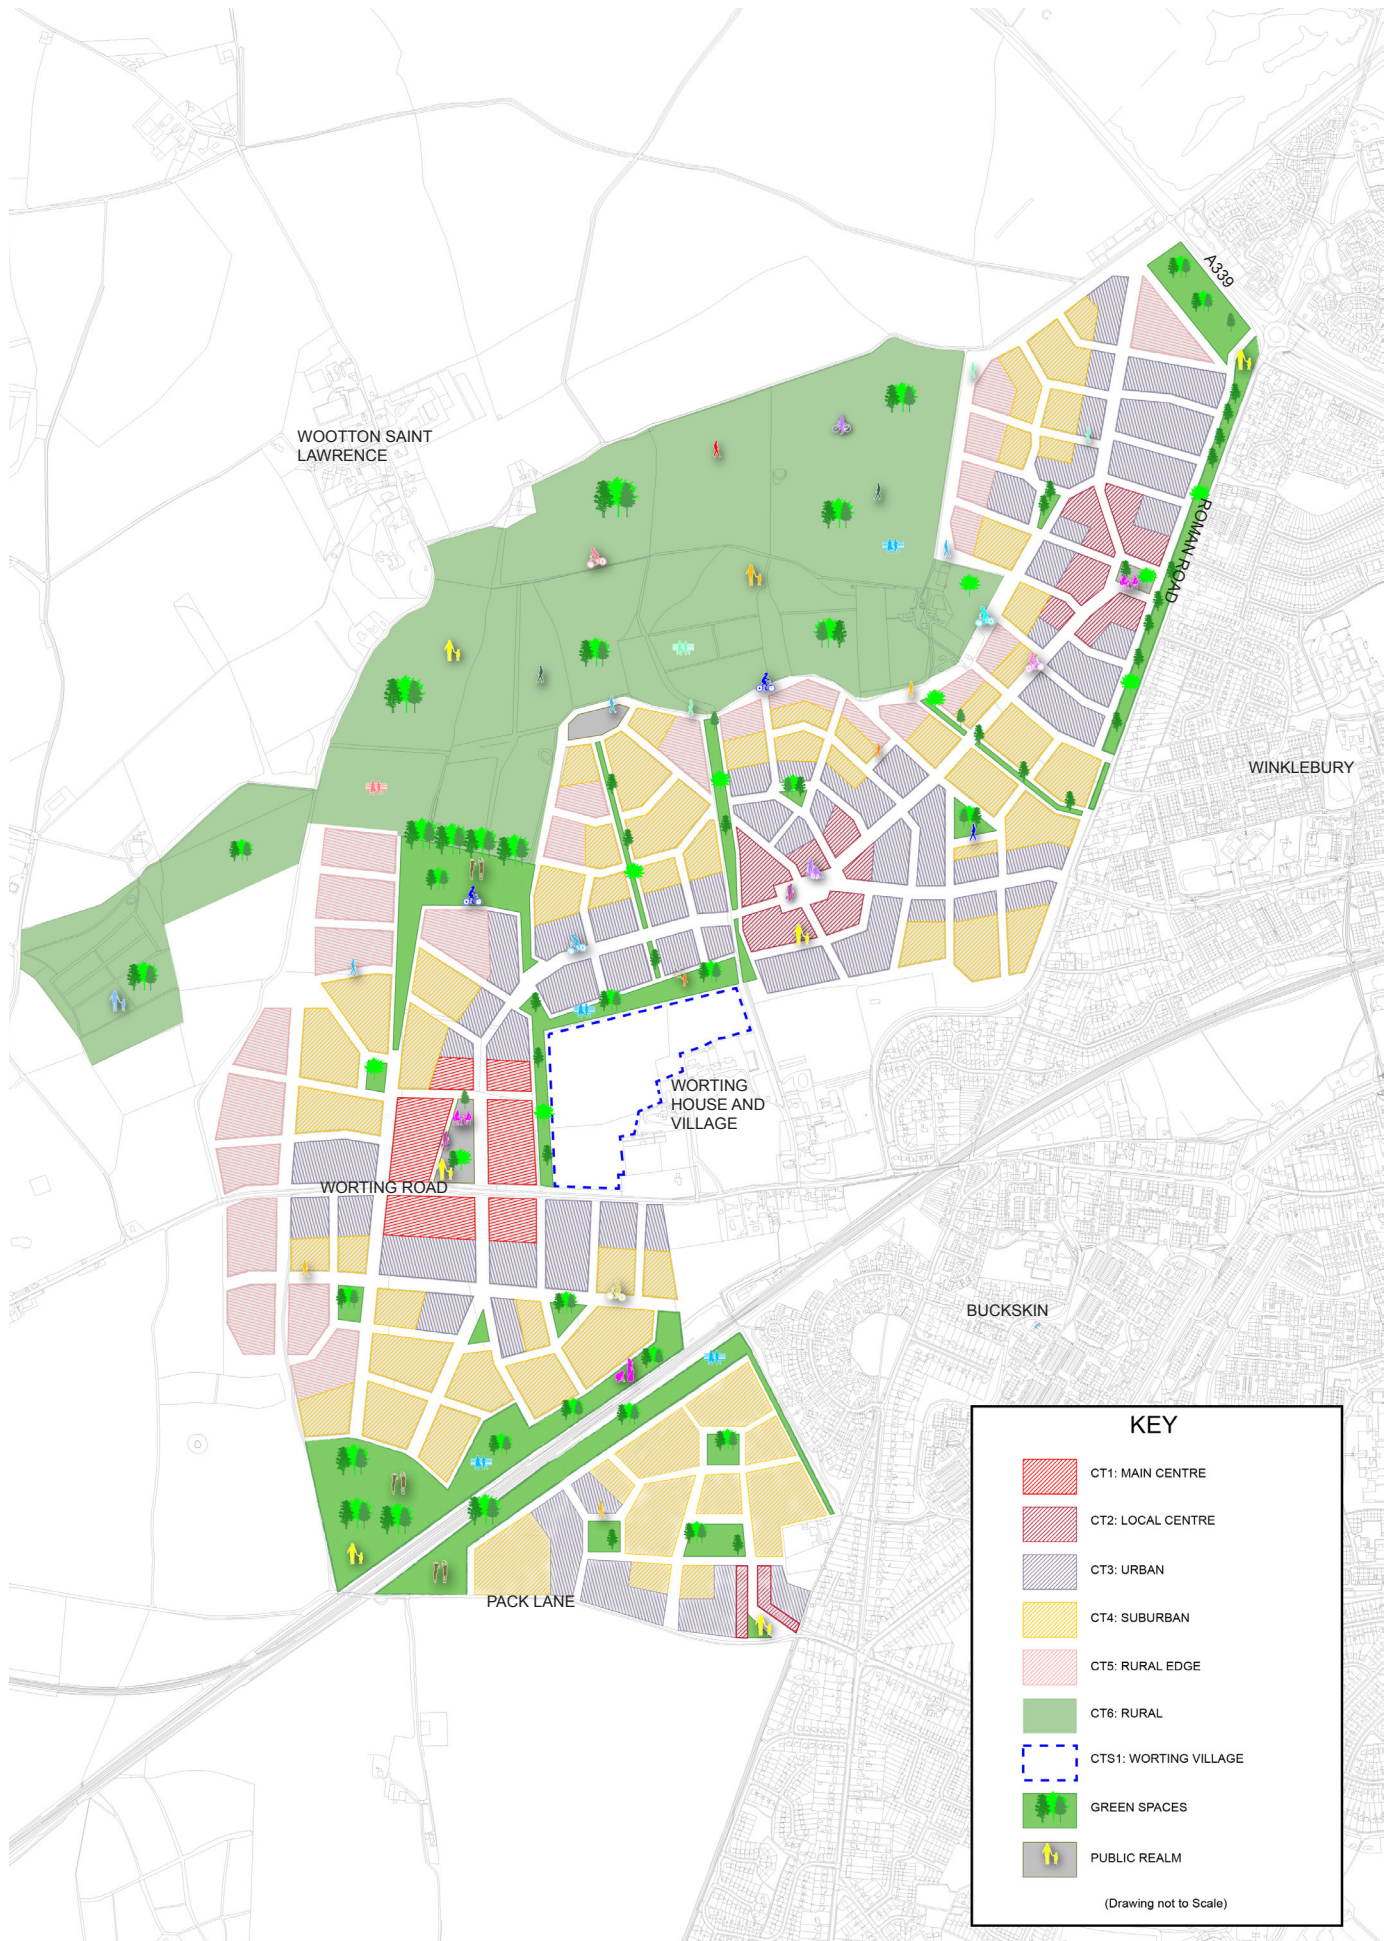 A339
WOOTTON SAINT
LAWRENCE
ROMAN ROAD
WINKLEBURY
WORTING
HOUSE AND
VILLAGE
WORTING ROAD
BUCKSKIN
PACK LANE
KEY
CT1: MAIN CENTRE
CT2: LOCAL CENTRE
CT3: URBAN
CT4: SUBURBAN
CT5: RURAL EDGE
CT6: RURAL
CTS1: WORTING VILLAGE
GREEN SPACES
PUBLIC REALM
(Drawing not to Scale)